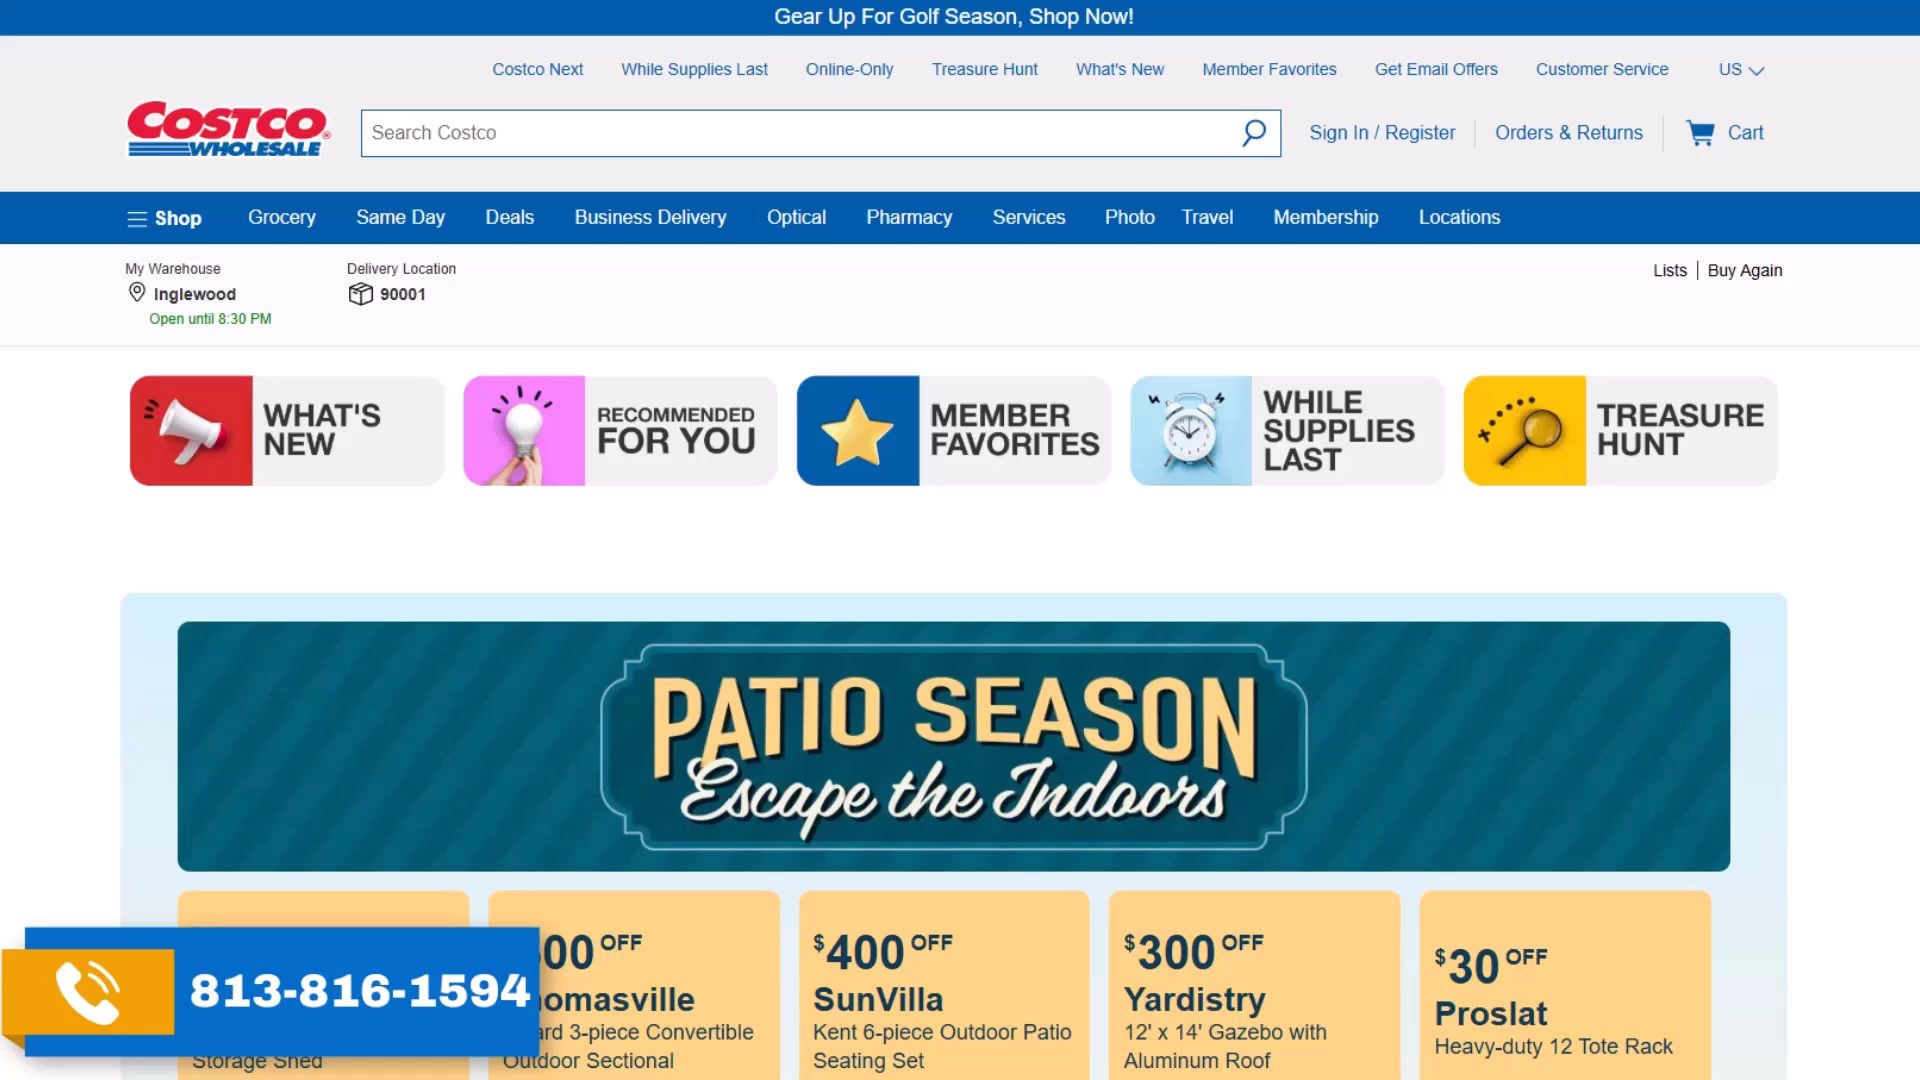 Gear Up For Golf Season, Shop Now!
Costco Next While Supplies Last Online-Only Treasure Hunt What's New Member Favorites Get Email Offers Customer Service US
COSTCO
WHOLESALE
Search Costco
Sign In / Register Orders & Returns Cart
Shop Grocery Same Day Deals Business Delivery Optical Pharmacy Services Photo Travel Membership Locations
My Warehouse
Inglewood
Open until 8:30 PM
Delivery Location
90001
Lists Buy Again
WHAT'S
NEW
RECOMMENDED
FOR YOU
MEMBER
FAVORITES
WHILE
SUPPLIES
LAST
TREASURE
HUNT
PATIO SEASON
Escape the Indoors
Storage Shed
OFF
3-piece Convertible
Outdoor Sectional
$400 OFF
SunVilla
Kent 6-piece Outdoor Patio
Seating Set
$300 OFF
Yardistry
12' x 14' Gazebo with
Aluminum Roof
$30 OFF
Proslat
Heavy-duty 12 Tote Rack
813-816-1594